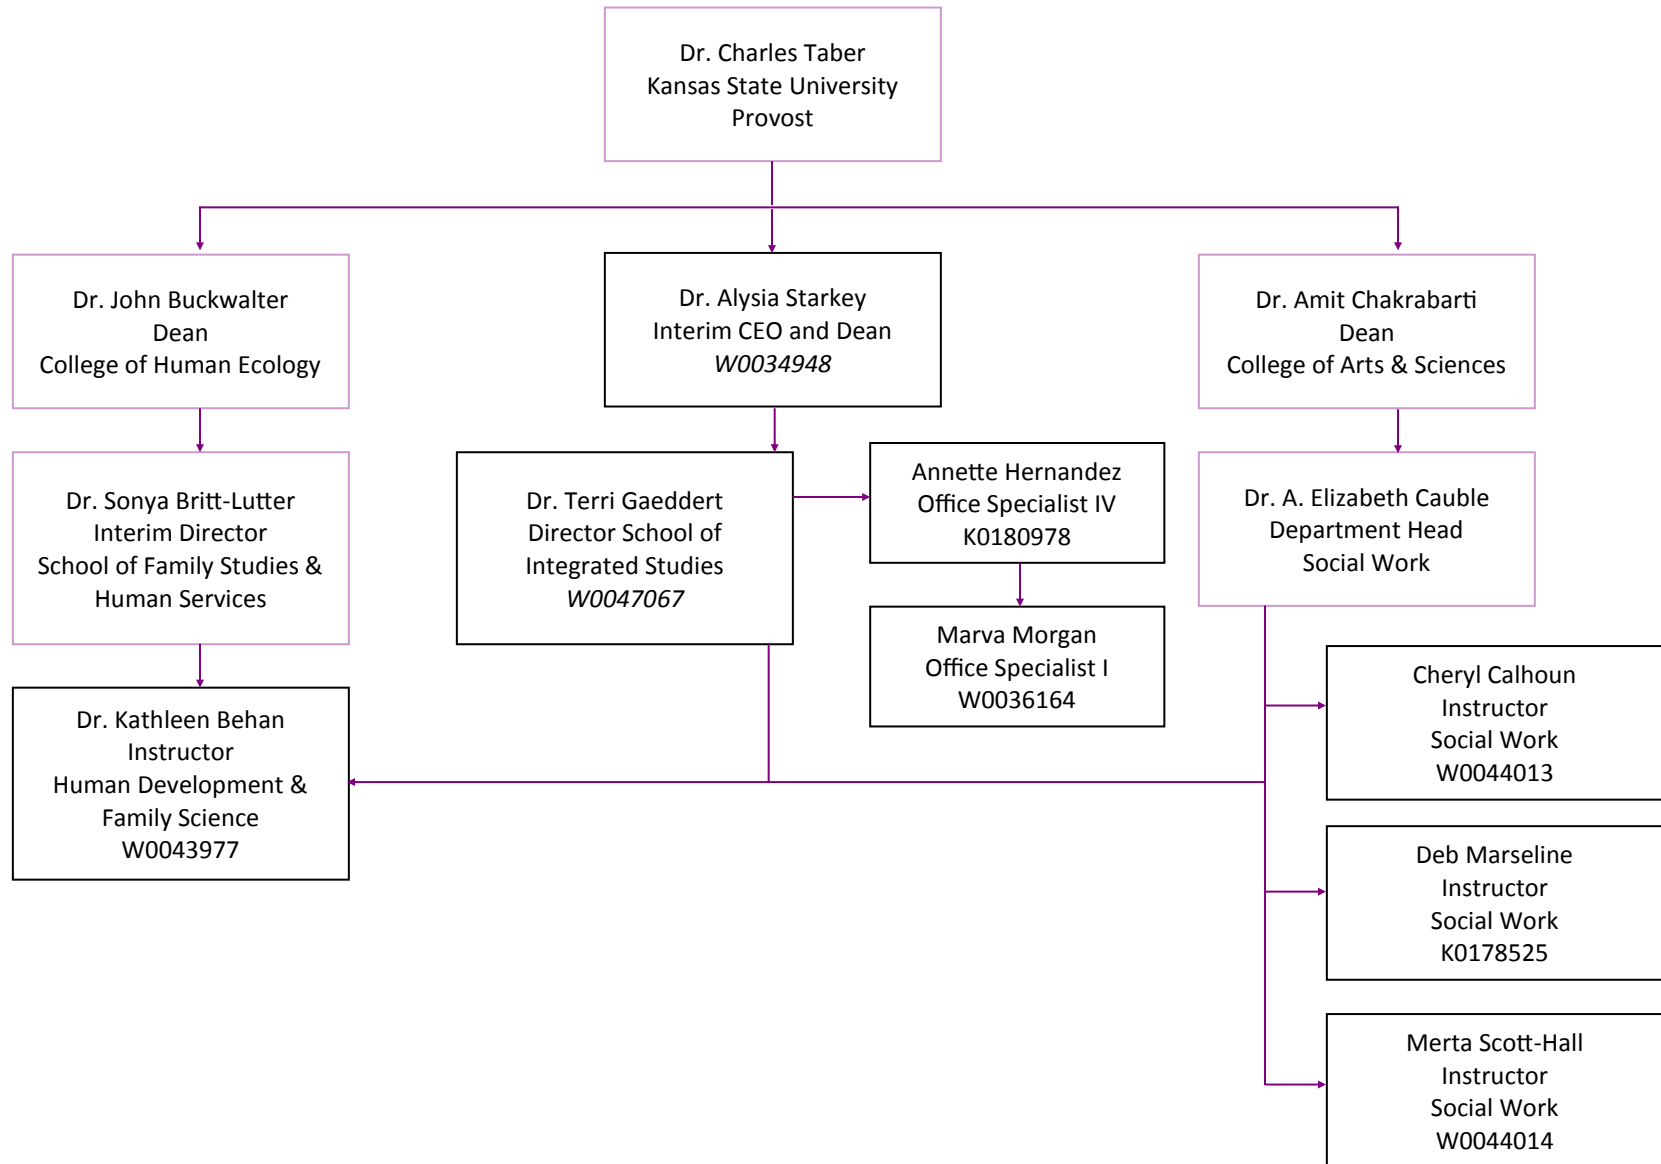 Dr. Charles Taber
Kansas State University
Provost
Dr. John Buckwalter
Dean
College of Human Ecology
Dr. Alysia Starkey
Interim CEO and Dean
W0034948
Dr. Amit Chakrabarti
Dean
College of Arts & Sciences
Dr. Sonya Britt-Lutter
Interim Director
School of Family Studies &
Human Services
Dr. Terri Gaeddert
Director School of
Integrated Studies
W0047067
Annette Hernandez
Office Specialist IV
K0180978
Dr. A. Elizabeth Cauble
Department Head
Social Work
Marva Morgan
Office Specialist I
W0036164
Dr. Kathleen Behan
Instructor
Human Development &
Family Science
W0043977
Cheryl Calhoun
Instructor
Social Work
W0044013
Deb Marseline
Instructor
Social Work
K0178525
Merta Scott-Hall
Instructor
Social Work
W0044014